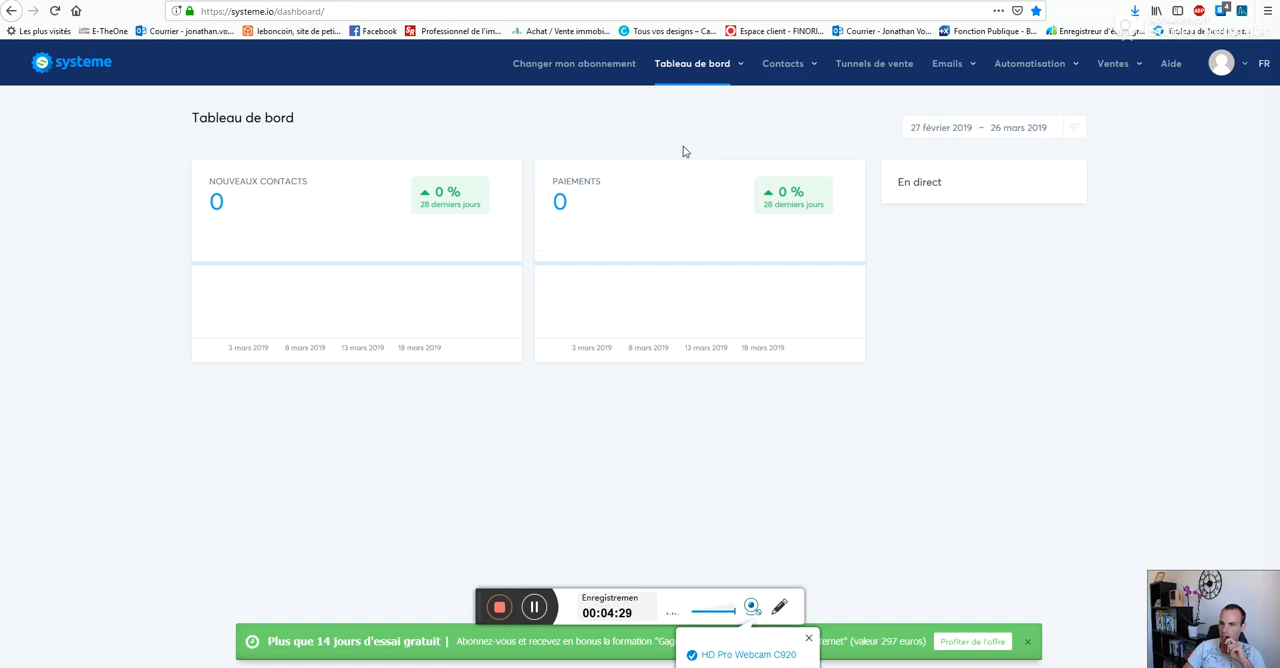 https://systeme.io/dashboard/
Les plus visités E-TheOne Courrier - jonathan.vo... leboncoin, site de peti... Facebook Professionnel de l'im... Achat / Vente immobi... Tous vos designs – Ca... Espace client - FINORI... Courrier - Jonathan Vo... Fonction Publique - B...
systeme
Changer mon abonnement Tableau de bord Contacts Tunnels de vente Emails Automatisation Ventes Aide FR
Tableau de bord
27 février 2019 – 26 mars 2019
NOUVEAUX CONTACTS
0
0 %
28 derniers jours
PAIEMENTS
0
0 %
28 derniers jours
En direct
3 mars 2019 8 mars 2019 13 mars 2019 18 mars 2019
3 mars 2019 8 mars 2019 13 mars 2019 18 mars 2019
Enregistremen
00:04:29
Plus que 14 jours d'essai gratuit | Abonnez-vous et recevez en bonus la formation "Gag
ternet" (valeur 297 euros) Profiter de l'offre
HD Pro Webcam C920